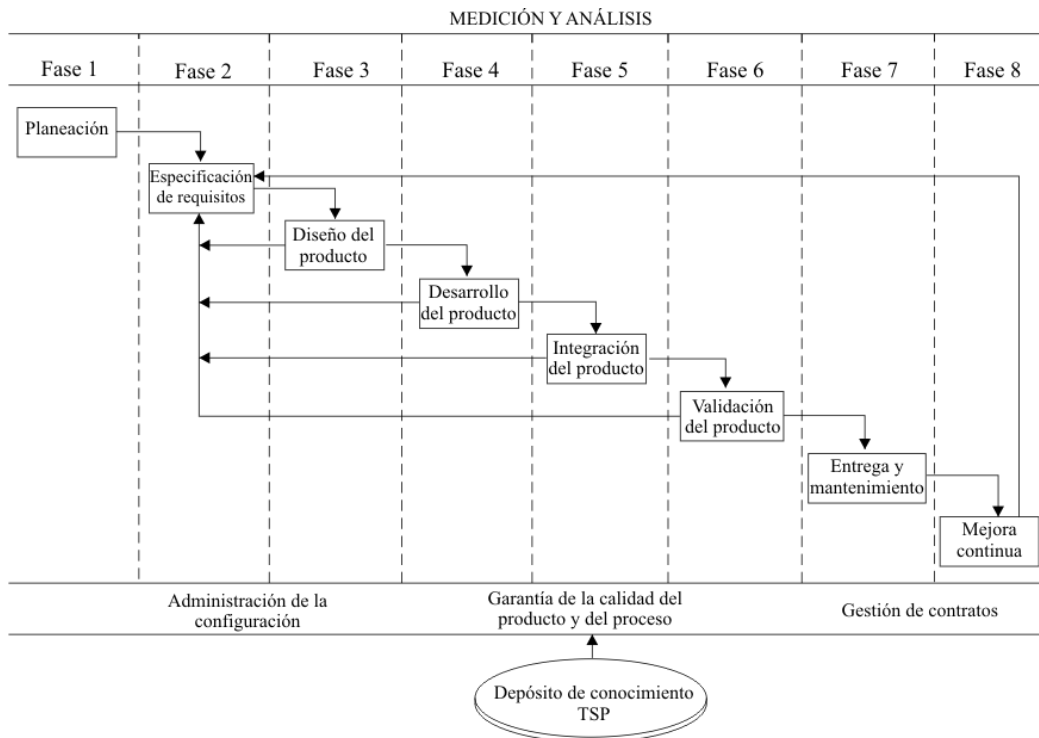 MEDICIÓN Y ANÁLISIS
Fase 1
Fase 2
Fase 3
Fase 4
Fase 5
Fase 6
Fase 7
Fase 8
Planeación
Especificación
de requisitos
Diseño del
producto
Desarrollo
del producto
Integración
del producto
Validación
del producto
Entrega y
mantenimiento
Mejora
continua
Administración de la
configuración
Garantía de la calidad del
producto y del proceso
Gestión de contratos
Depósito de conocimiento
TSP